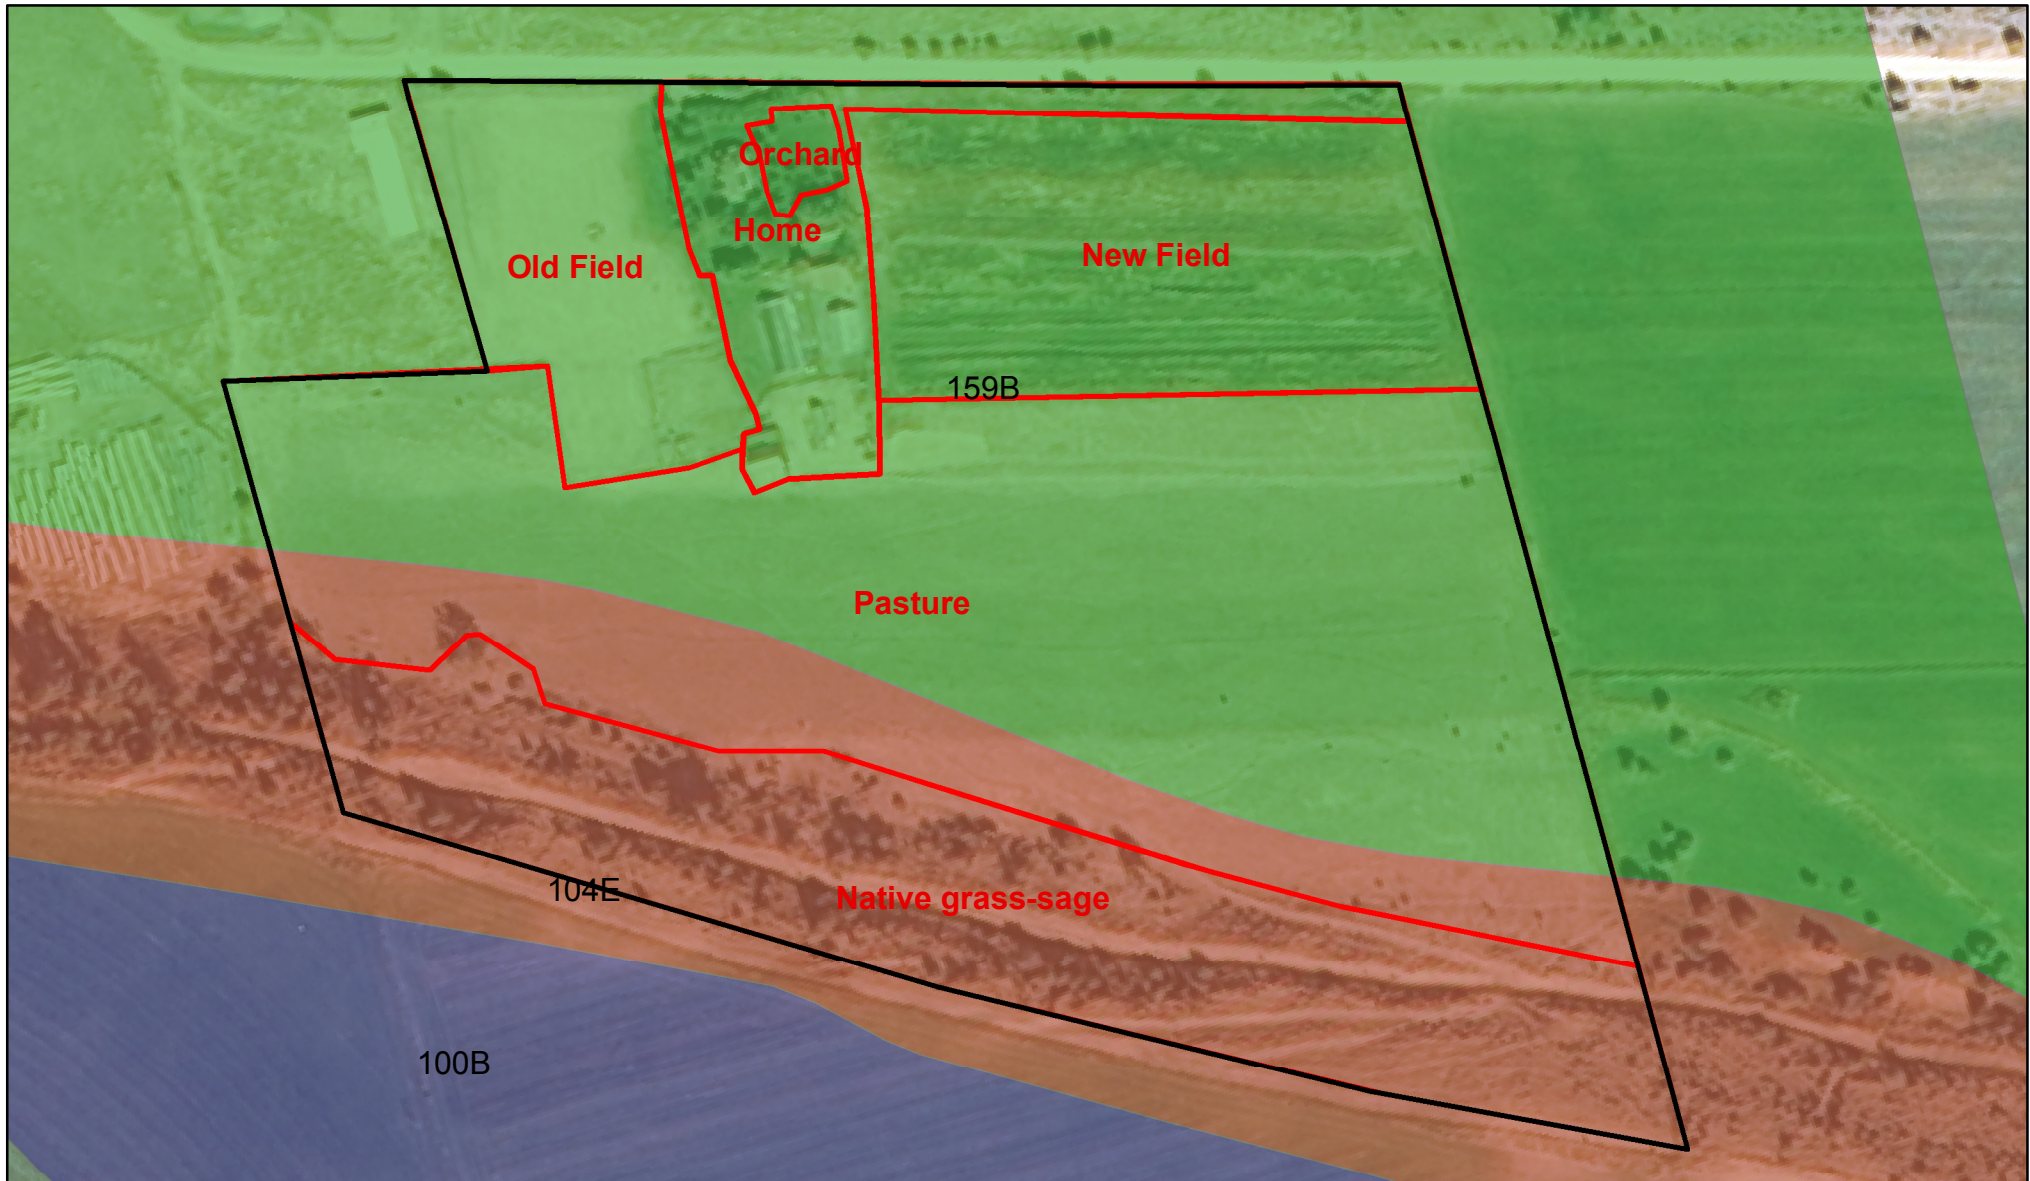 Orchard
Home
Old Field
New Field
159B
Pasture
104E
Native grass-sage
100B